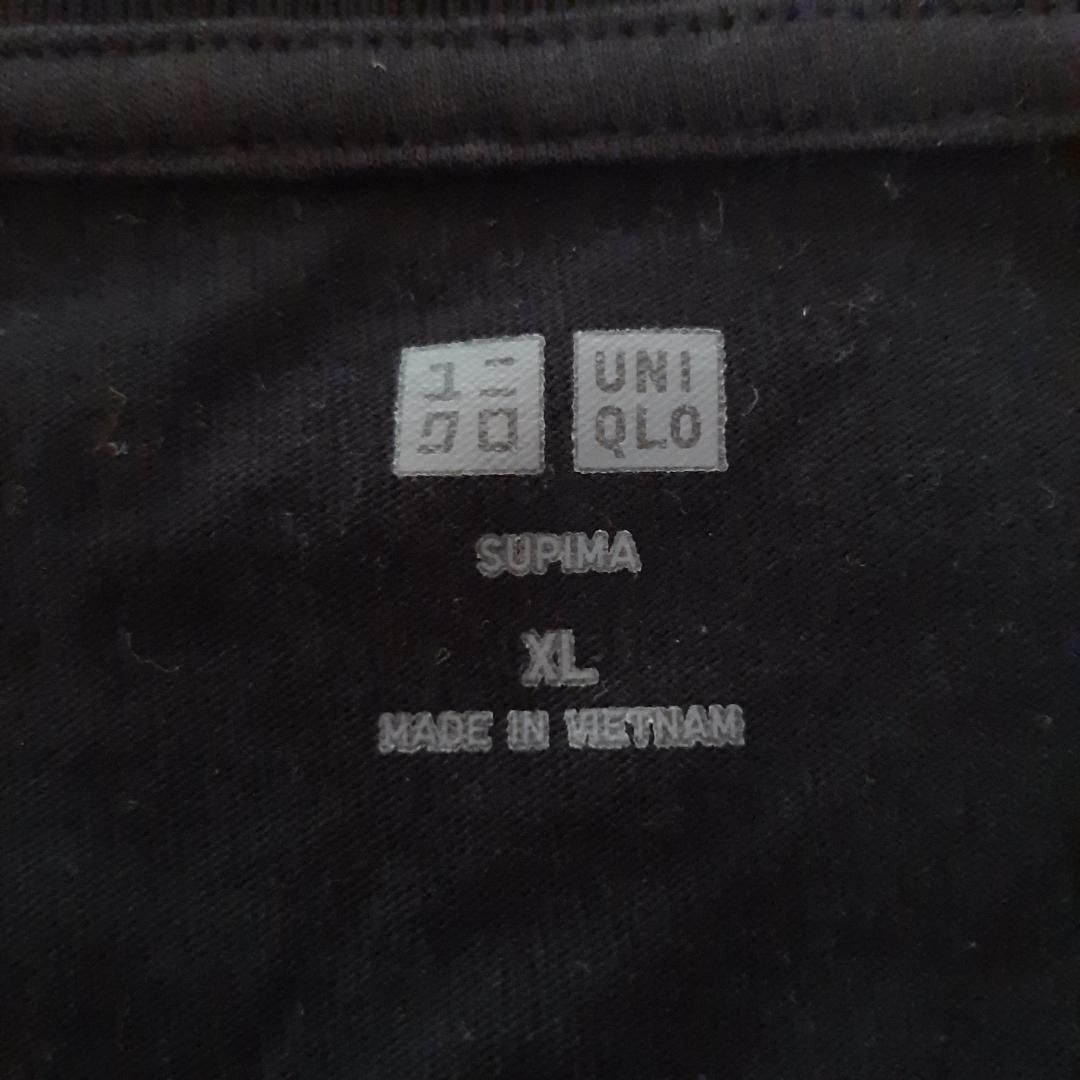 ユニ UNI
クロ QLO
SUPIMA
XL
MADE IN VIETNAM